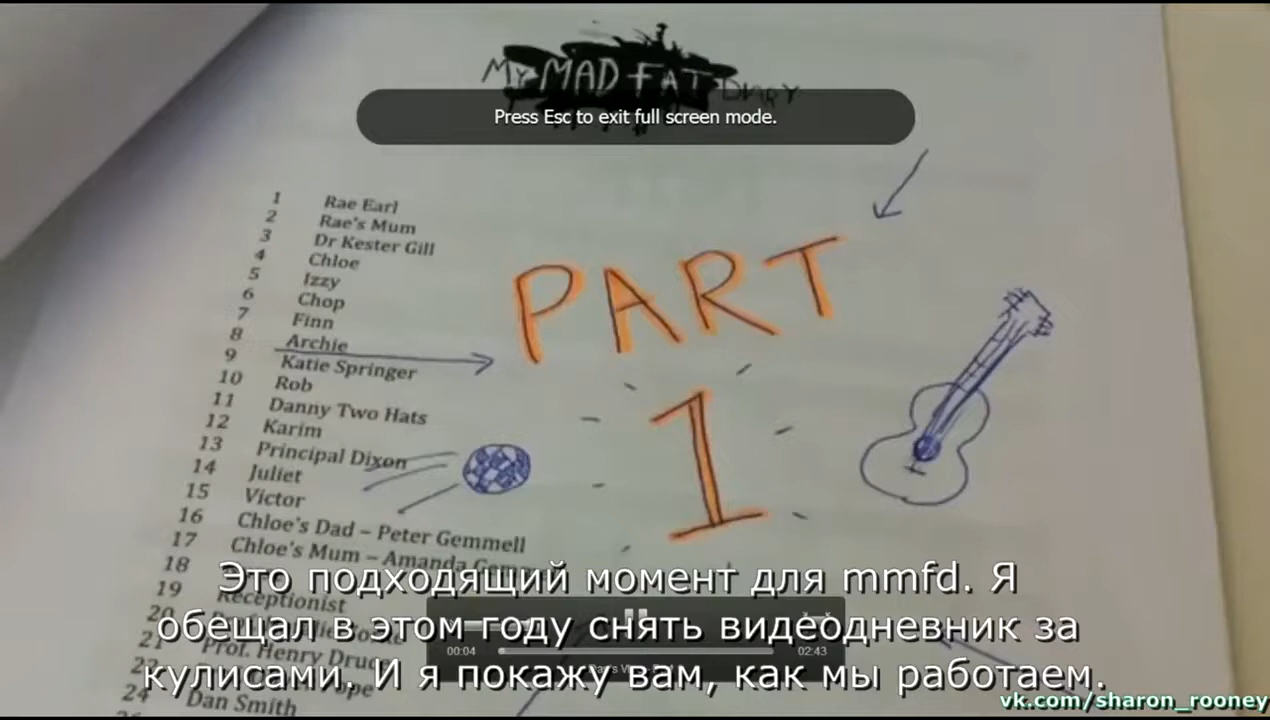 My MAD FAT DIARY
Press Esc to exit full screen mode.
1 Rae Earl
2 Rae's Mum
3 Dr Kester Gill
4 Chloe
5 Izzy
6 Chop
7 Finn
8 Archie
9 Katie Springer
10 Rob
11 Danny Two Hats
12 Karim
13 Principal Dixon
14 Juliet
15 Victor
16 Chloe's Dad – Peter Gemmell
17 Chloe's Mum – Amanda
18
19 Receptionist
20
21 Prof. Henry
22
24 Dan Smith
PART
1
Это подходящий момент для mmfd. Я
обещал в этом году снять видеодневник за
кулисами. И я покажу вам, как мы работаем.
00:04
02:43
vk.com/sharon_rooney